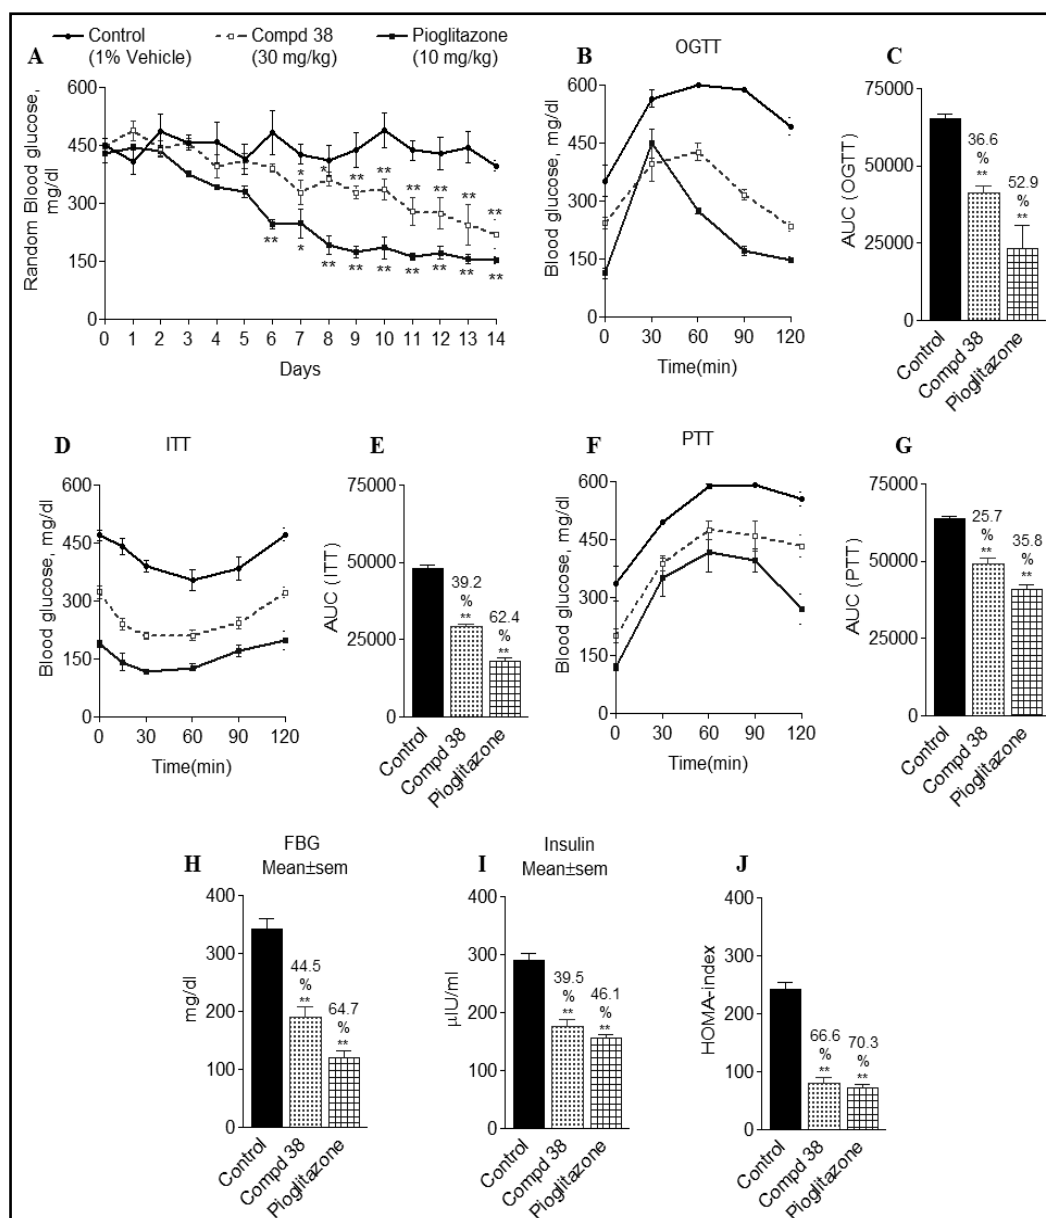 Control Compd 38 Pioglitazone
(1% Vehicle) (30 mg/kg) (10 mg/kg)
A
Random Blood glucose,
mg/dl
600
450
300
150
0
* * ** ** ** ** ** **
** * ** ** ** ** ** ** **
0 1 2 3 4 5 6 7 8 9 10 11 12 13 14
Days
B
OGTT
Blood glucose, mg/dl
600
450
300
150
0
0 30 60 90 120
Time(min)
C
AUC (OGTT)
75000
50000
25000
0
36.6
%
**
52.9
%
**
Control
Compd 38
Pioglitazone
D
ITT
Blood glucose, mg/dl
600
450
300
150
0
0 30 60 90 120
Time(min)
E
AUC (ITT)
75000
50000
25000
0
39.2
%
**
62.4
%
**
Control
Compd 38
Pioglitazone
F
PTT
Blood glucose, mg/dl
600
450
300
150
0
0 30 60 90 120
Time(min)
G
AUC (PTT)
75000
50000
25000
0
25.7
%
**
35.8
%
**
Control
Compd 38
Pioglitazone
H
FBG
Mean±sem
mg/dl
400
300
200
100
0
44.5
%
**
64.7
%
**
Control
Compd 38
Pioglitazone
I
Insulin
Mean±sem
µIU/ml
400
300
200
100
0
39.5
%
**
46.1
%
**
Control
Compd 38
Pioglitazone
J
HOMA-index
400
300
200
100
0
66.6
%
**
70.3
%
**
Control
Compd 38
Pioglitazone